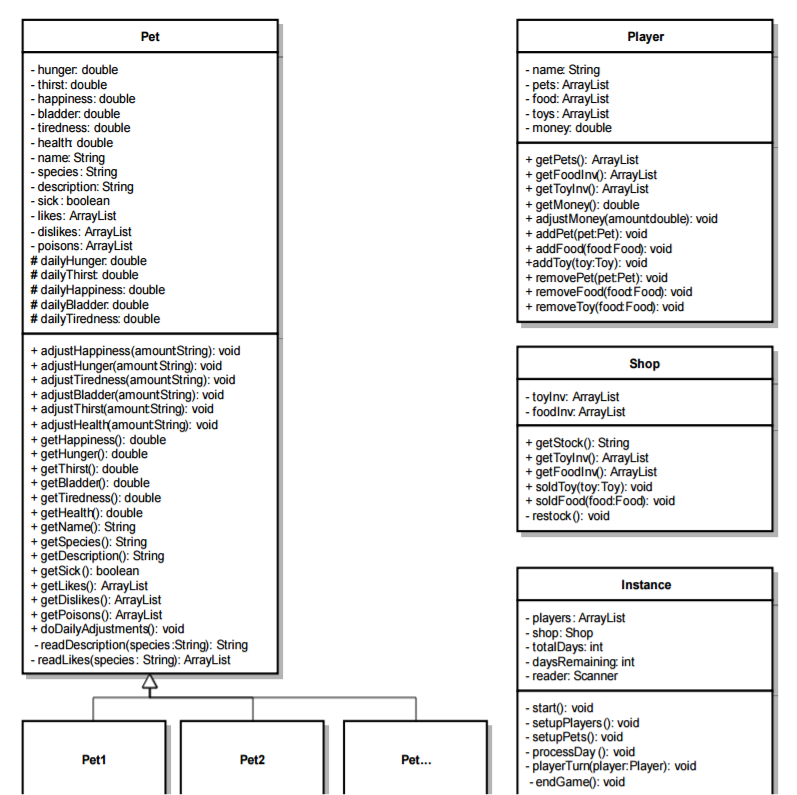 Pet
- hunger: double
- thirst: double
- happiness: double
- bladder: double
- tiredness: double
- health: double
- name: String
- species: String
- description: String
- sick: boolean
- likes: ArrayList
- dislikes: ArrayList
- poisons: ArrayList
# dailyHunger: double
# dailyThirst: double
# dailyHappiness: double
# dailyBladder: double
# dailyTiredness: double
+ adjustHappiness(amount:String): void
+ adjustHunger(amount:String): void
+ adjustTiredness(amount:String): void
+ adjustBladder(amount:String): void
+ adjustThirst(amount:String): void
+ adjustHealth(amount:String): void
+ getHappiness(): double
+ getHunger(): double
+ getThirst(): double
+ getBladder(): double
+ getTiredness(): double
+ getHealth(): double
+ getName(): String
+ getSpecies(): String
+ getDescription(): String
+ getSick(): boolean
+ getLikes(): ArrayList
+ getDislikes(): ArrayList
+ getPoisons(): ArrayList
+ doDailyAdjustments(): void
- readDescription(species:String): String
- readLikes(species: String): ArrayList
Pet1
Pet2
Pet...
Player
- name: String
- pets: ArrayList
- food: ArrayList
- toys: ArrayList
- money: double
+ getPets(): ArrayList
+ getFoodInv(): ArrayList
+ getToyInv(): ArrayList
+ getMoney(): double
+ adjustMoney(amount:double): void
+ addPet(pet:Pet): void
+ addFood(food:Food): void
+addToy(toy:Toy): void
+ removePet(pet:Pet): void
+ removeFood(food:Food): void
+ removeToy(food:Food): void
Shop
- toyInv: ArrayList
- foodInv: ArrayList
+ getStock(): String
+ getToyInv(): ArrayList
+ getFoodInv(): ArrayList
+ soldToy(toy:Toy): void
+ soldFood(food:Food): void
- restock(): void
Instance
- players: ArrayList
- shop: Shop
- totalDays: int
- daysRemaining: int
- reader: Scanner
- start(): void
- setupPlayers(): void
- setupPets(): void
- processDay (): void
- playerTurn(player:Player): void
- endGame(): void